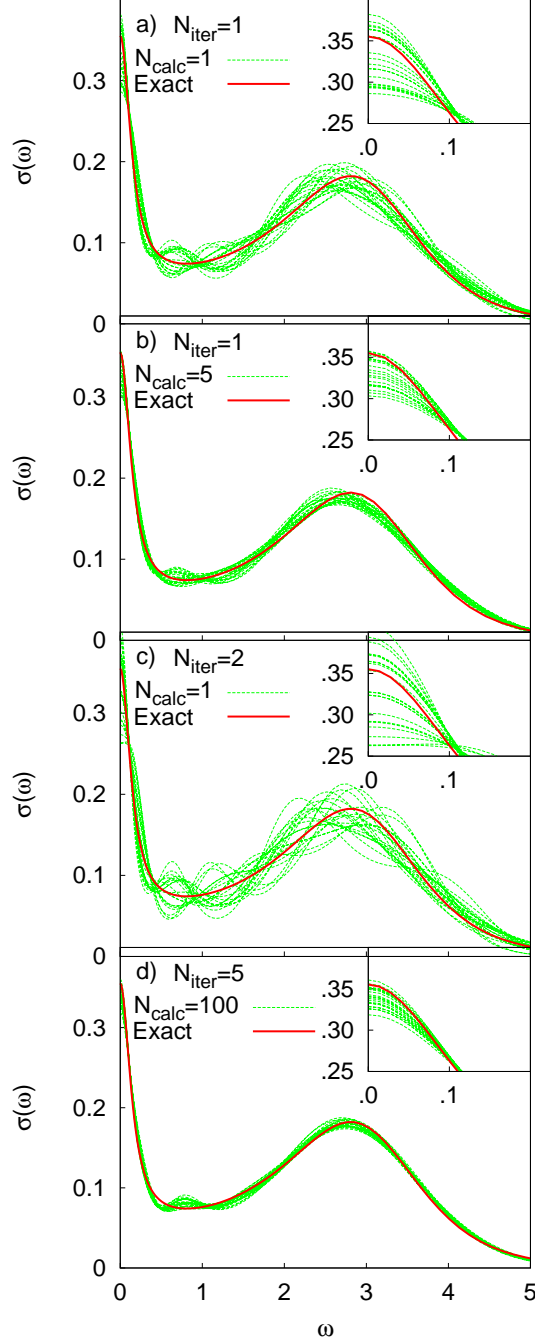 a) N_iter=1
N_calc=1
Exact
.35
.30
.25
.0 .1
0.3
0.2
0.1
0
σ(ω)
b) N_iter=1
N_calc=5
Exact
.35
.30
.25
.0 .1
0.3
0.2
0.1
0
σ(ω)
c) N_iter=2
N_calc=1
Exact
.35
.30
.25
.0 .1
0.3
0.2
0.1
0
σ(ω)
d) N_iter=5
N_calc=100
Exact
.35
.30
.25
.0 .1
0.3
0.2
0.1
0
σ(ω)
0 1 2 3 4 5
ω